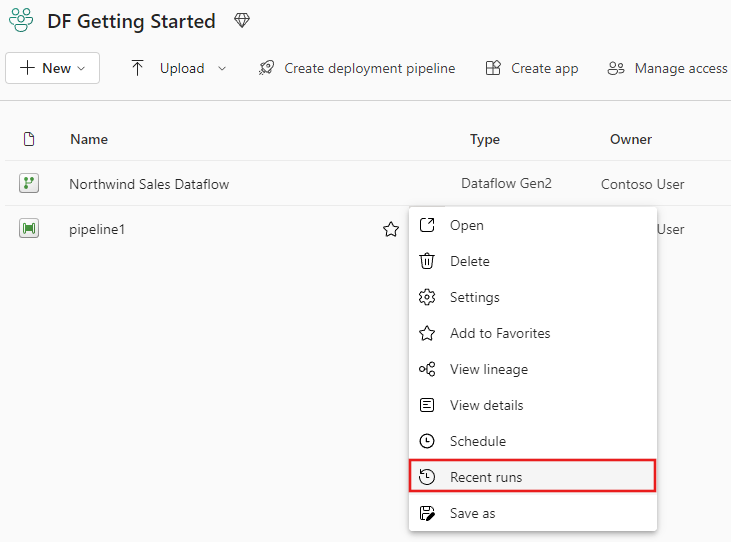 DF Getting Started
New
Upload
Create deployment pipeline
Create app
Manage access
Name
Type
Owner
Northwind Sales Dataflow
Dataflow Gen2
Contoso User
pipeline1
User
Open
Delete
Settings
Add to Favorites
View lineage
View details
Schedule
Recent runs
Save as